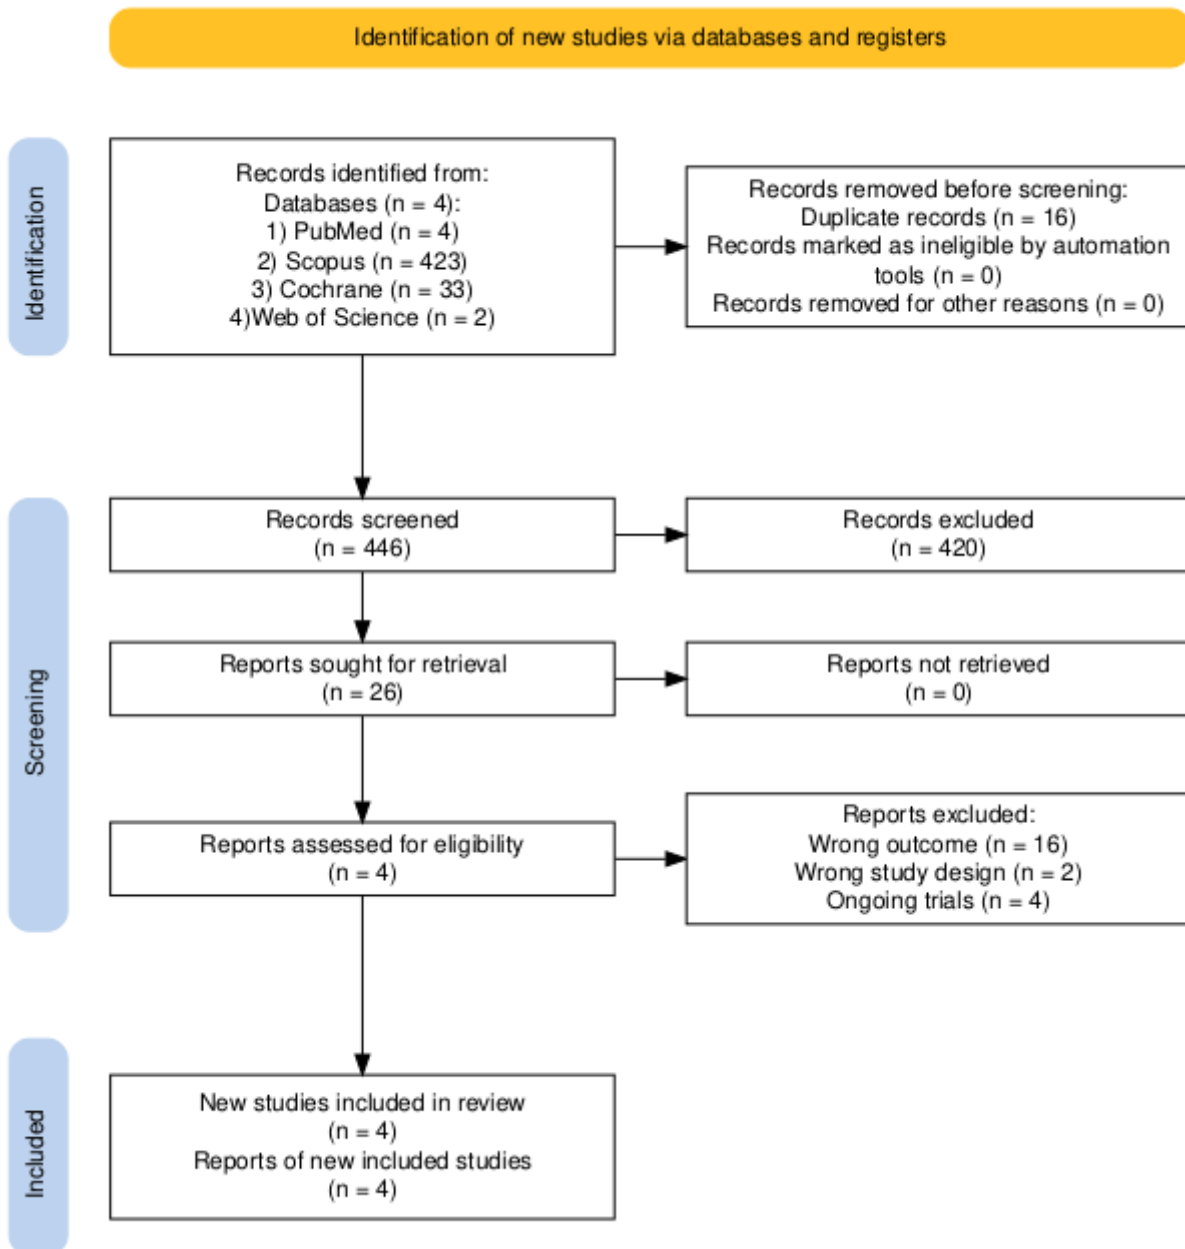 Identification of new studies via databases and registers
Identification
Records identified from:
Databases (n = 4):
1) PubMed (n = 4)
2) Scopus (n = 423)
3) Cochrane (n = 33)
4)Web of Science (n = 2)
Records removed before screening:
Duplicate records (n = 16)
Records marked as ineligible by automation
tools (n = 0)
Records removed for other reasons (n = 0)
Screening
Records screened
(n = 446)
Records excluded
(n = 420)
Reports sought for retrieval
(n = 26)
Reports not retrieved
(n = 0)
Reports assessed for eligibility
(n = 4)
Reports excluded:
Wrong outcome (n = 16)
Wrong study design (n = 2)
Ongoing trials (n = 4)
Included
New studies included in review
(n = 4)
Reports of new included studies
(n = 4)